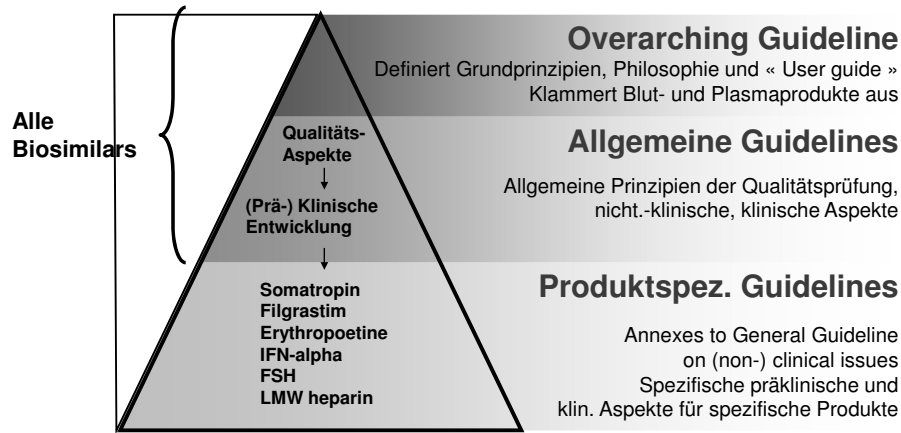 Overarching Guideline
Definiert Grundprinzipien, Philosophie und « User guide »
Klammert Blut- und Plasmaprodukte aus
Alle
Biosimilars
Qualitäts-
Aspekte
(Prä-) Klinische
Entwicklung
Allgemeine Guidelines
Allgemeine Prinzipien der Qualitätsprüfung,
nicht.-klinische, klinische Aspekte
Somatropin
Filgrastim
Erythropoetine
IFN-alpha
FSH
LMW heparin
Produktspez. Guidelines
Annexes to General Guideline
on (non-) clinical issues
Spezifische präklinische und
klin. Aspekte für spezifische Produkte